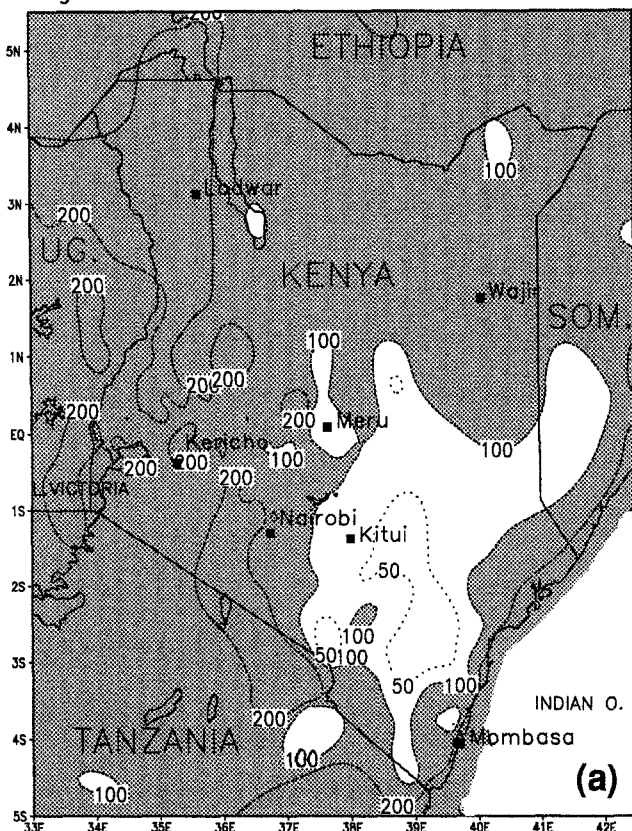 200
5N
ETHIOPIA
4N
100
Lodwar
3N
200
UG.
KENYA
2N
200
Wajir
SOM.
100
1N
200
200
200
Meru
200
EQ
Kericho
100
100
200
200
200
VICTORIA
1S
Nairobi
Kitui
50
2S
100
50
100
3S
50
100
INDIAN O.
200
TANZANIA
4S
100
Mombasa
100
(a)
200
5S
33E 34E 35E 36E 37E 38E 39E 40E 41E 42E